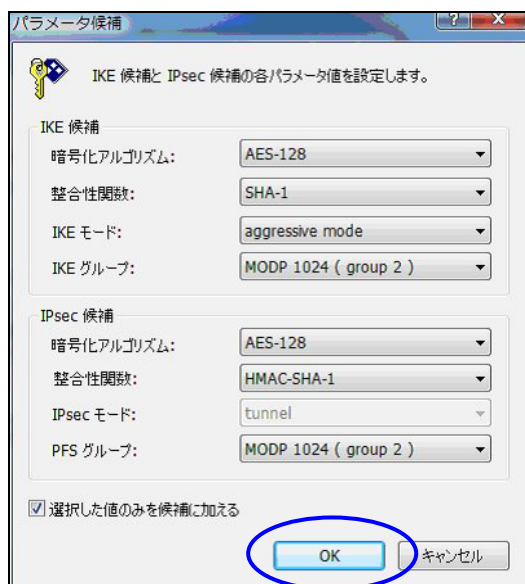 パラメータ候補
IKE 候補と IPsec 候補の各パラメータ値を設定します。
IKE 候補
暗号化アルゴリズム: AES-128
整合性関数: SHA-1
IKE モード: aggressive mode
IKE グループ: MODP 1024 ( group 2 )
IPsec 候補
暗号化アルゴリズム: AES-128
整合性関数: HMAC-SHA-1
IPsec モード: tunnel
PFS グループ: MODP 1024 ( group 2 )
選択した値のみを候補に加える
OK キャンセル